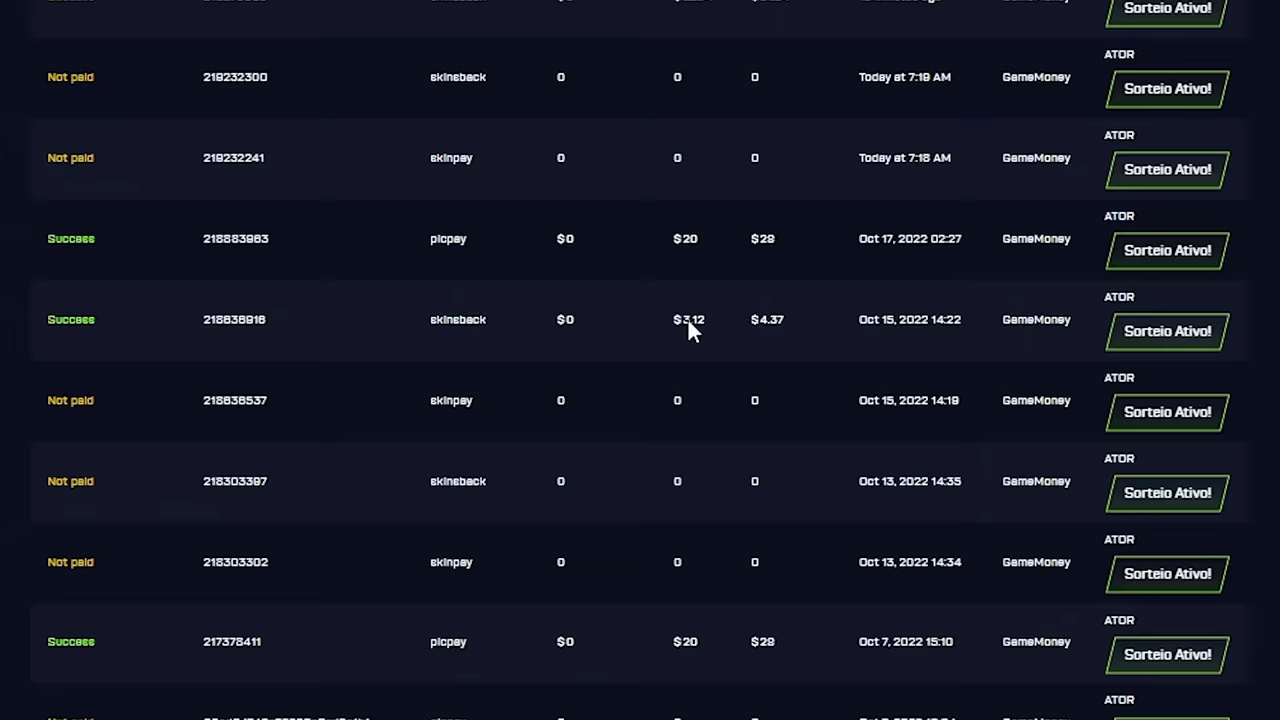 Sorteio Ativo!
ATOR
Not paid 219232300 skinsback 0 0 0 Today at 7:19 AM GameMoney
Sorteio Ativo!
ATOR
Not paid 219232241 skinpay 0 0 0 Today at 7:18 AM GameMoney
Sorteio Ativo!
ATOR
Success 218883983 picpay $0 $20 $28 Oct 17, 2022 02:27 GameMoney
Sorteio Ativo!
ATOR
Success 218638918 skinsback $0 $3.12 $4.37 Oct 15, 2022 14:22 GameMoney
Sorteio Ativo!
ATOR
Not paid 218638537 skinpay 0 0 0 Oct 15, 2022 14:19 GameMoney
Sorteio Ativo!
ATOR
Not paid 218303397 skinsback 0 0 0 Oct 13, 2022 14:35 GameMoney
Sorteio Ativo!
ATOR
Not paid 218303302 skinpay 0 0 0 Oct 13, 2022 14:34 GameMoney
Sorteio Ativo!
ATOR
Success 217378411 picpay $0 $20 $28 Oct 7, 2022 15:10 GameMoney
Sorteio Ativo!
ATOR